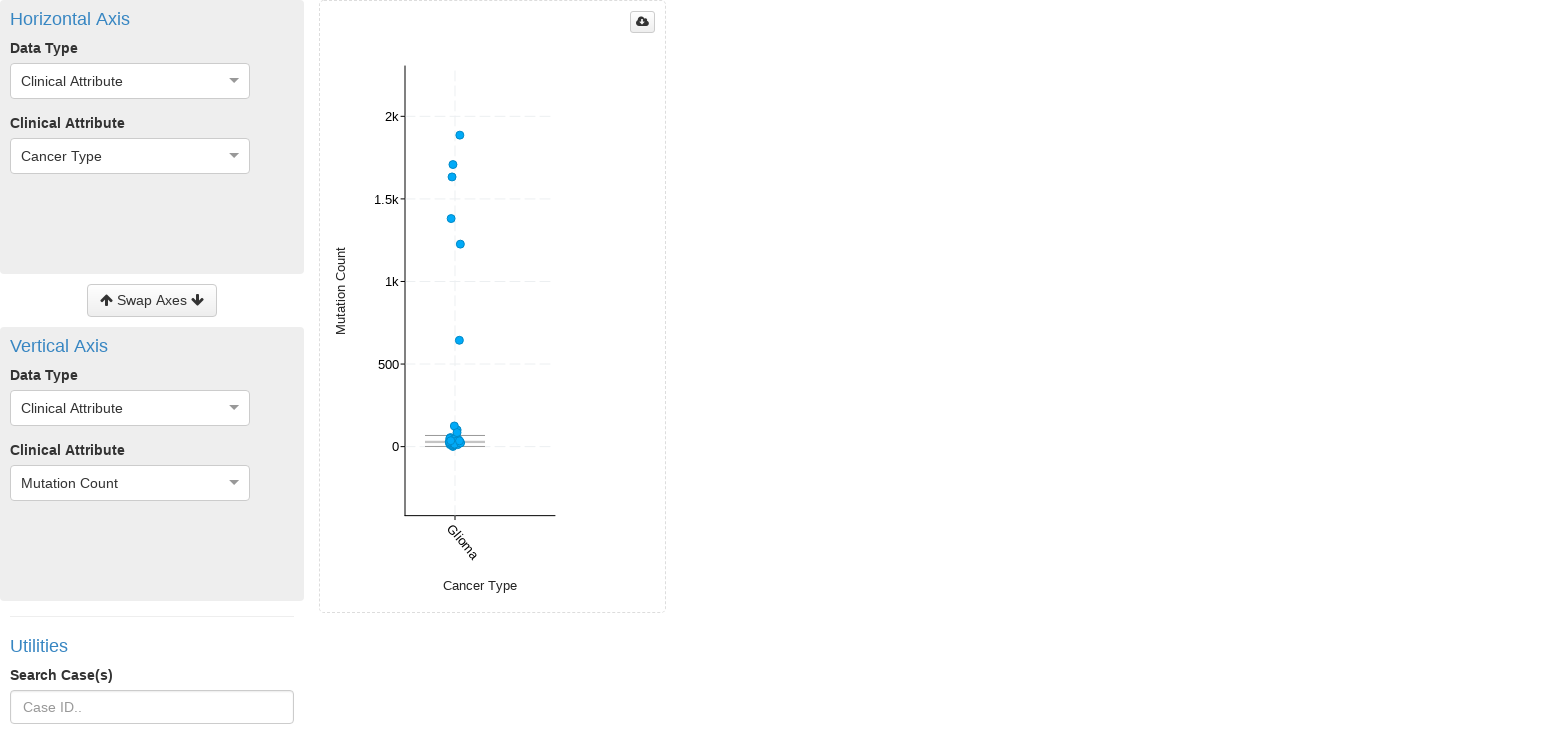 Horizontal Axis
Data Type
Clinical Attribute
Clinical Attribute
Cancer Type
Swap Axes
Vertical Axis
Data Type
Clinical Attribute
Clinical Attribute
Mutation Count
Utilities
Search Case(s)
Case ID..
2k
1.5k
1k
500
0
Mutation Count
Glioma
Cancer Type